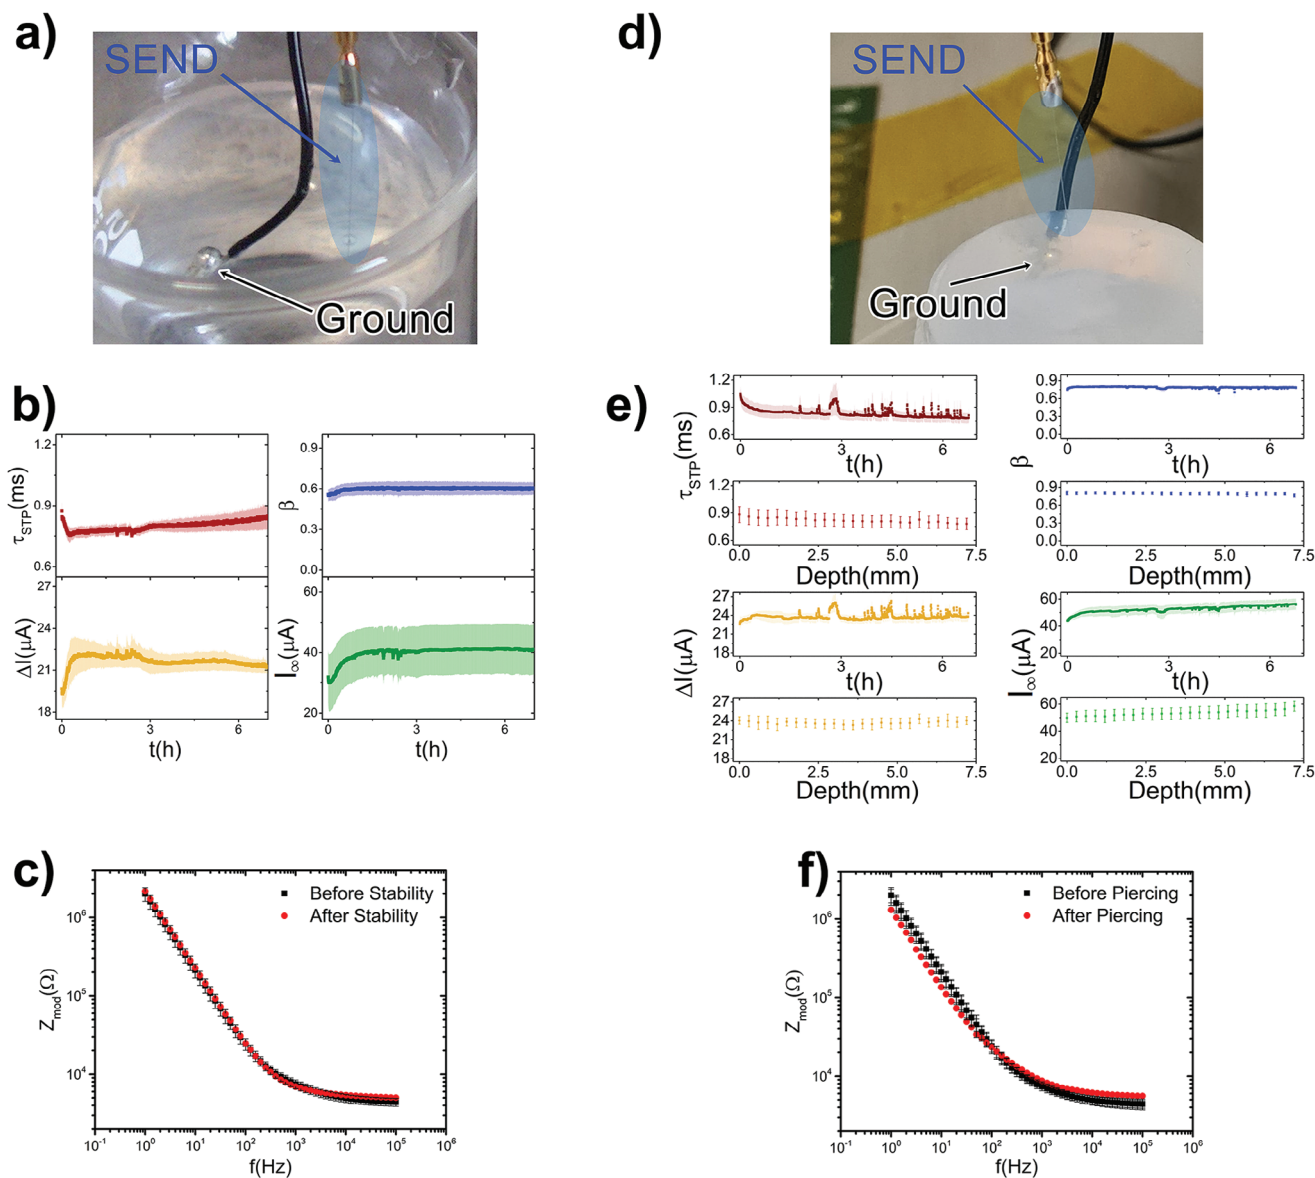 a)
SEND
Ground
d)
SEND
Ground
b)
1.2
0.9
0.6
τSTP(ms)
0.9
0.6
0.3
0.0
β
27
24
21
18
ΔI(μA)
0 3 6
t(h)
60
40
20
I∞(μA)
0 3 6
t(h)
e)
1.2
0.9
0.6
0 3 6
t(h)
τSTP(ms)
1.2
0.9
0.6
0.0 2.5 5.0 7.5
Depth(mm)
0.9
0.6
0.3
0.0
0 3 6
t(h)
β
0.9
0.6
0.3
0.0
0.0 2.5 5.0 7.5
Depth(mm)
27
24
21
18
0 3 6
t(h)
ΔI(μA)
27
24
21
18
0.0 2.5 5.0 7.5
Depth(mm)
60
40
20
0 3 6
t(h)
I∞(μA)
60
40
20
0.0 2.5 5.0 7.5
Depth(mm)
c)
Before Stability
After Stability
10⁶
10⁵
10⁴
Zmod(Ω)
10⁻¹ 10⁰ 10¹ 10² 10³ 10⁴ 10⁵ 10⁶
f(Hz)
f)
Before Piercing
After Piercing
10⁶
10⁵
10⁴
Zmod(Ω)
10⁻¹ 10⁰ 10¹ 10² 10³ 10⁴ 10⁵ 10⁶
f(Hz)